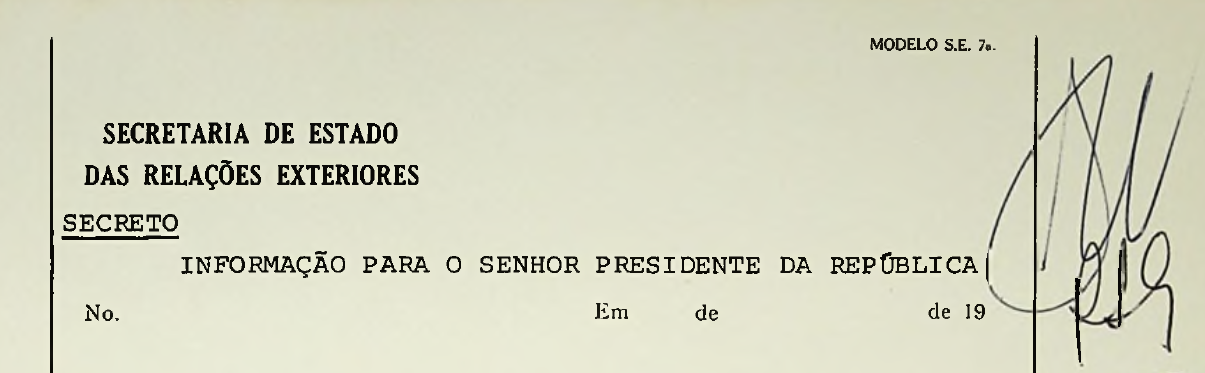 MODELO S.E. 7a.
SECRETARIA DE ESTADO
DAS RELAÇÕES EXTERIORES
SECRETO
INFORMAÇÃO PARA O SENHOR PRESIDENTE DA REPÚBLICA
No. Em de de 19